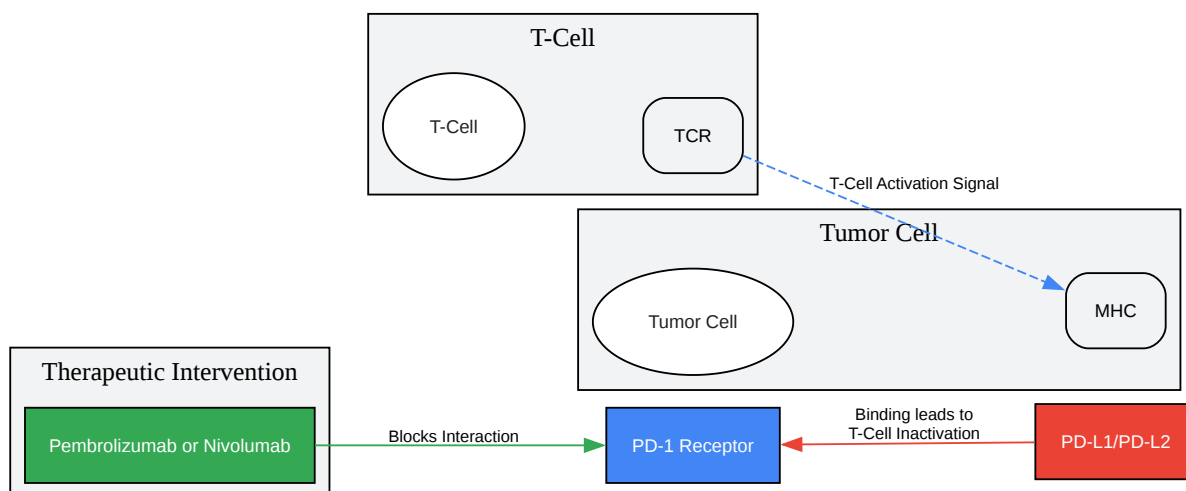 T-Cell
T-Cell
TCR
T-Cell Activation Signal
Tumor Cell
Tumor Cell
MHC
Therapeutic Intervention
Pembrolizumab or Nivolumab
Blocks Interaction
PD-1 Receptor
Binding leads to
T-Cell Inactivation
PD-L1/PD-L2